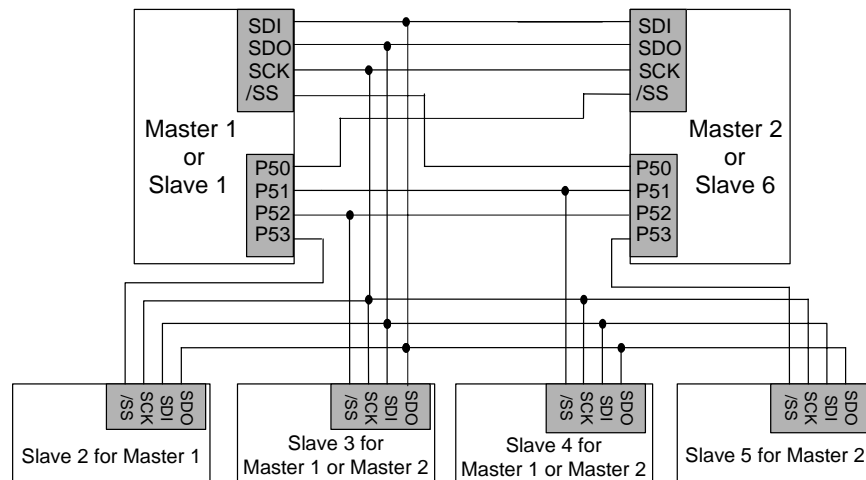 SDI
SDO
SCK
/SS
Master 1
or
Slave 1
P50
P51
P52
P53
SDI
SDO
SCK
/SS
Master 2
or
Slave 6
P50
P51
P52
P53
/SS
SCK
SDI
SDO
Slave 2 for Master 1
/SS
SCK
SDI
SDO
Slave 3 for
Master 1 or Master 2
/SS
SCK
SDI
SDO
Slave 4 for
Master 1 or Master 2
/SS
SCK
SDI
SDO
Slave 5 for Master 2